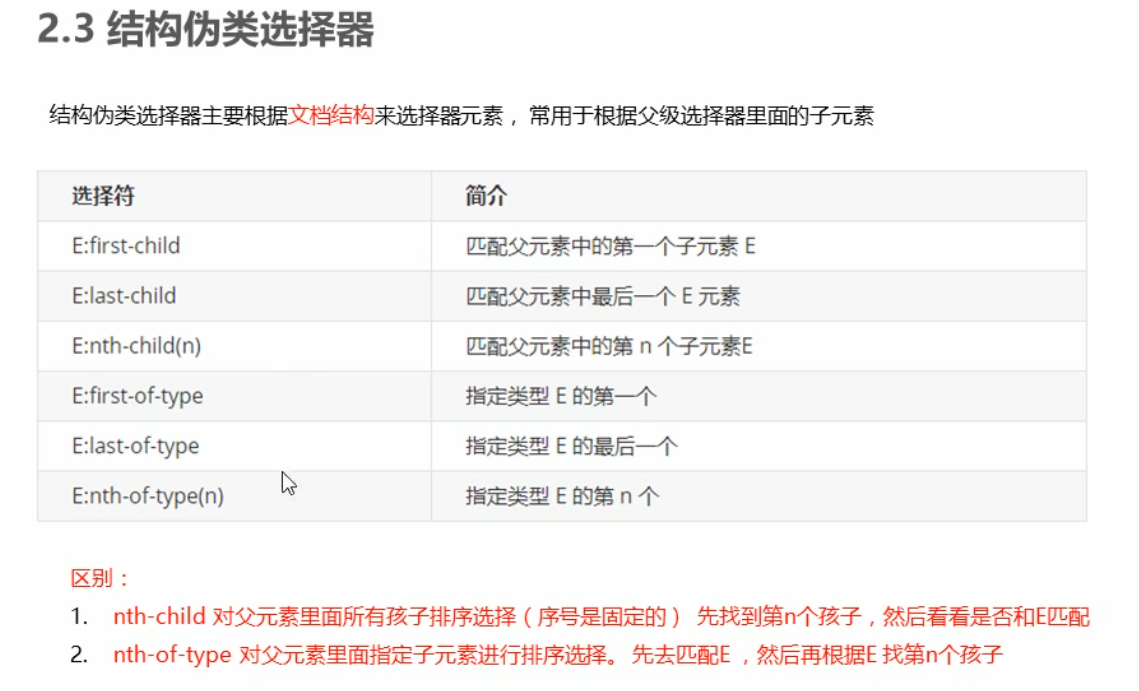 2.3 结构伪类选择器
结构伪类选择器主要根据文档结构来选择器元素，常用于根据父级选择器里面的子元素
选择符 简介
E:first-child 匹配父元素中的第一个子元素 E
E:last-child 匹配父元素中最后一个 E 元素
E:nth-child(n) 匹配父元素中的第 n 个子元素E
E:first-of-type 指定类型 E 的第一个
E:last-of-type 指定类型 E 的最后一个
E:nth-of-type(n) 指定类型 E 的第 n 个
区别：
1. nth-child 对父元素里面所有孩子排序选择（序号是固定的） 先找到第n个孩子，然后看看是否和E匹配
2. nth-of-type 对父元素里面指定子元素进行排序选择。 先去匹配E ，然后再根据E 找第n个孩子